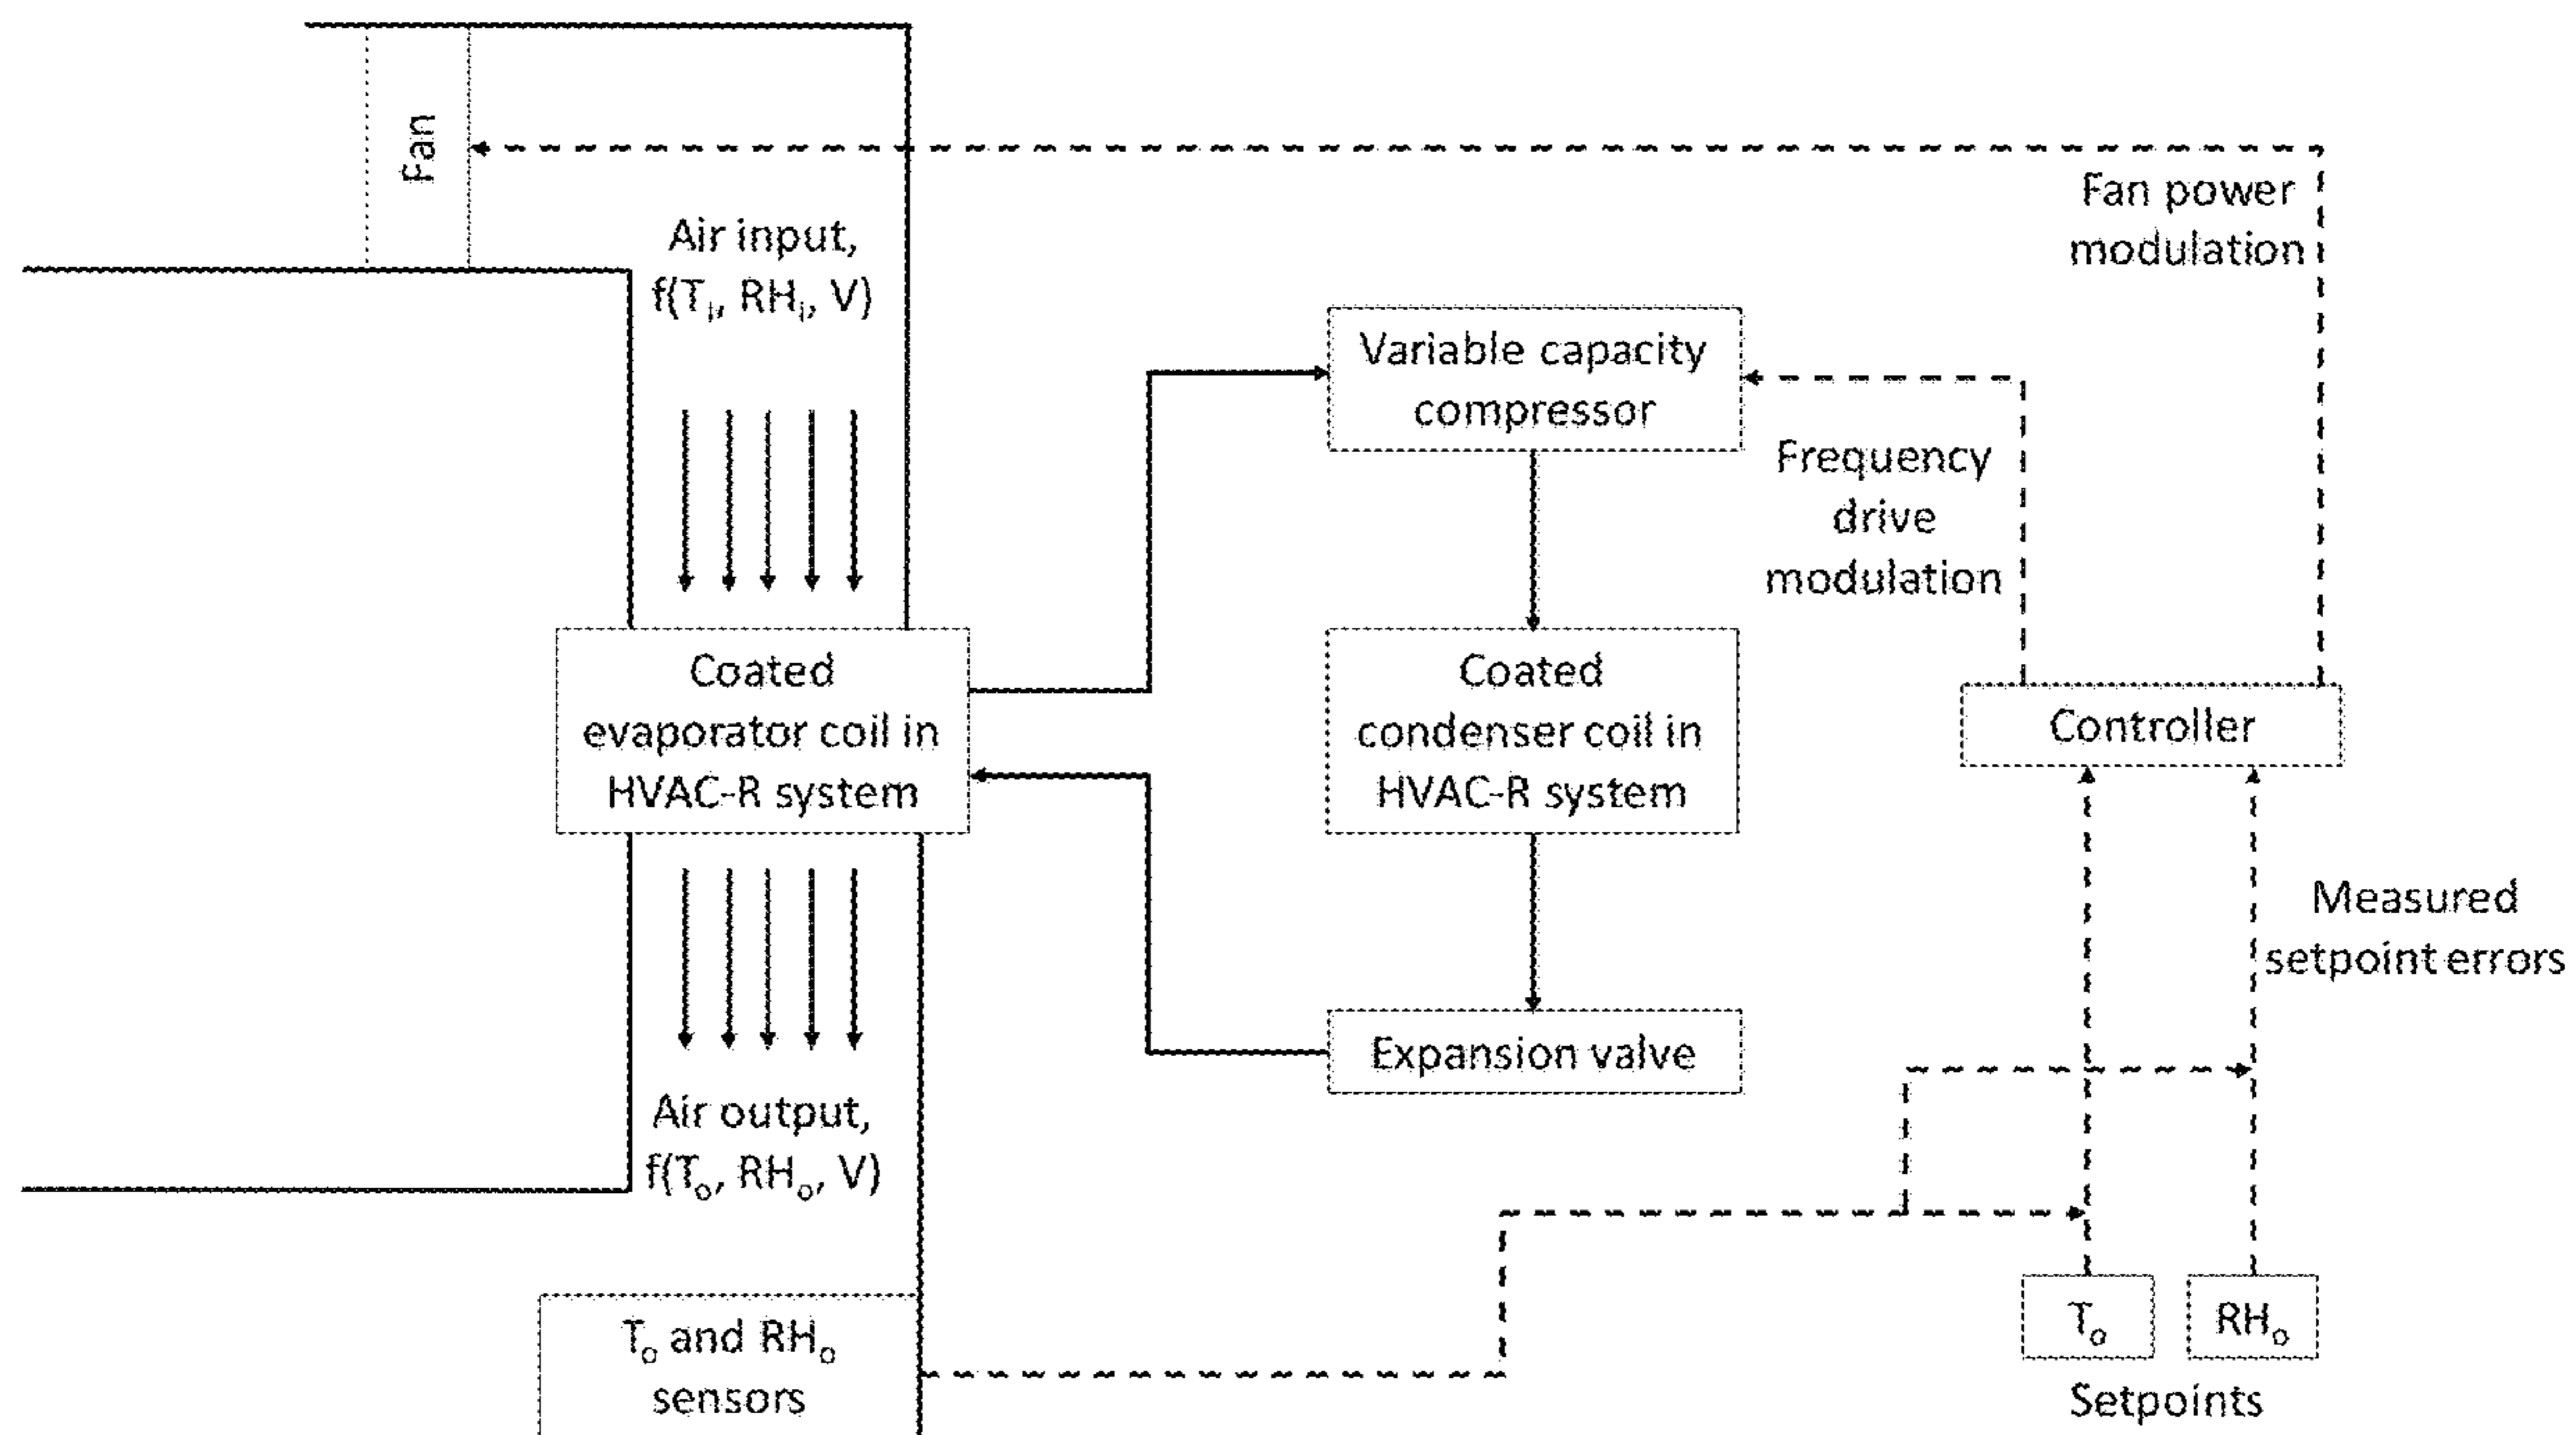 Fan
Fan power
modulation
Air input,
f(Tᵢ, RHᵢ, V)
Variable capacity
compressor
Frequency
drive
modulation
Coated
evaporator coil in
HVAC-R system
Coated
condenser coil in
HVAC-R system
Controller
Measured
setpoint errors
Expansion valve
Air output,
f(Tₒ, RHₒ, V)
Tₒ and RHₒ
sensors
Tₒ
RHₒ
Setpoints